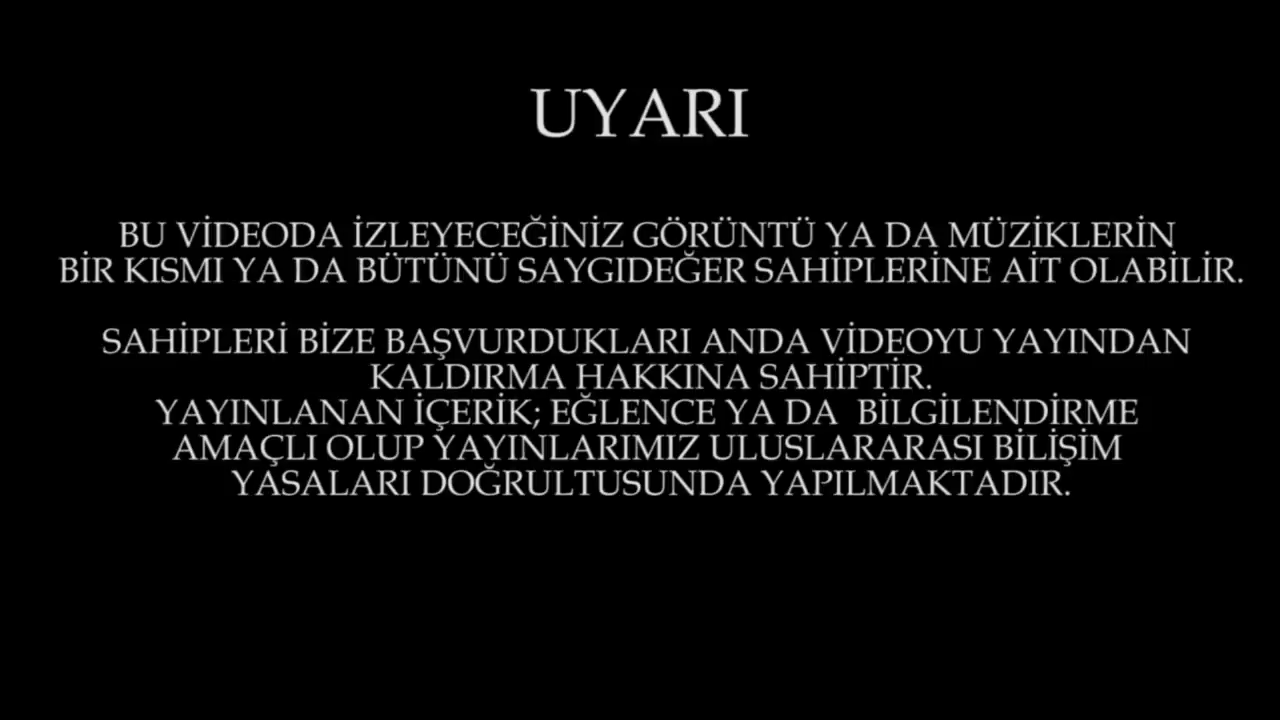 UYARI
BU VİDEODA İZLEYECEĞİNİZ GÖRÜNTÜ YA DA MÜZİKLERİN
BİR KISMI YA DA BÜTÜNÜ SAYGIDEĞER SAHİPLERİNE AİT OLABİLİR.
SAHİPLERİ BİZE BAŞVURDUKLARI ANDA VİDEOYU YAYINDAN
KALDIRMA HAKKINA SAHİPTİR.
YAYINLANAN İÇERİK; EĞLENCE YA DA BİLGİLENDİRME
AMAÇLI OLUP YAYINLARIMIZ ULUSLARARASI BİLİŞİM
YASALARI DOĞRULTUSUNDA YAPILMAKTADIR.